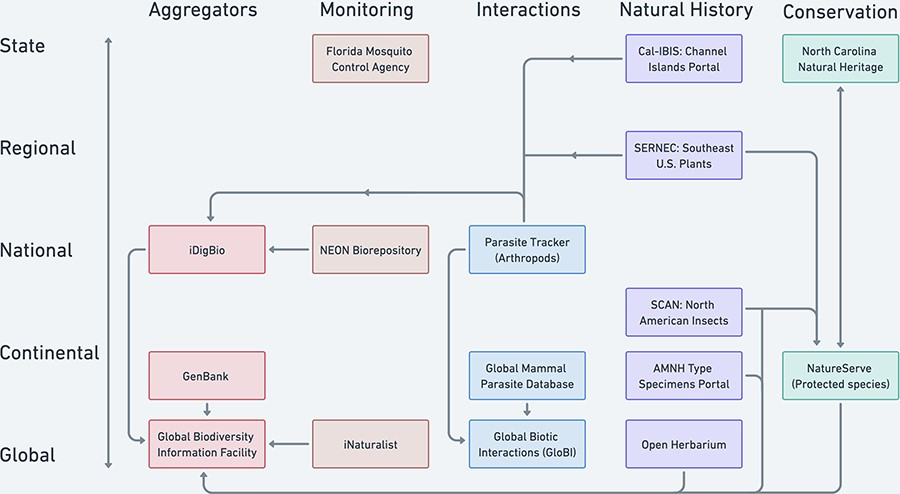 Aggregators
Monitoring
Interactions
Natural History
Conservation
State
Florida Mosquito
Control Agency
Cal-IBIS: Channel
Islands Portal
North Carolina
Natural Heritage
Regional
SERNEC: Southeast
U.S. Plants
National
iDigBio
NEON Biorepository
Parasite Tracker
(Arthropods)
SCAN: North
American Insects
Continental
GenBank
Global Mammal
Parasite Database
AMNH Type
Specimens Portal
NatureServe
(Protected species)
Global
Global Biodiversity
Information Facility
iNaturalist
Global Biotic
Interactions (GloBI)
Open Herbarium